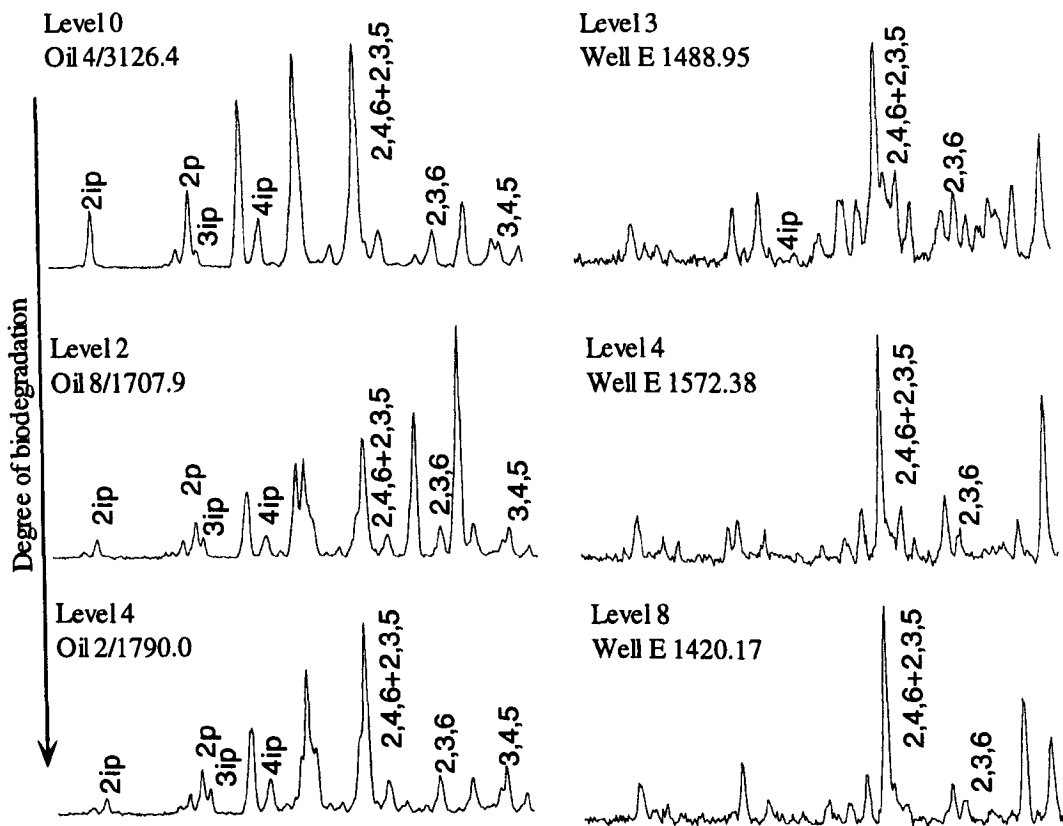 Level 0
Oil 4/3126.4
2ip
2p
3ip
4ip
2,4,6+2,3,5
2,3,6
3,4,5
Level 3
Well E 1488.95
4ip
2,4,6+2,3,5
2,3,6
Degree of biodegradation
Level 2
Oil 8/1707.9
2ip
2p
3ip
4ip
2,4,6+2,3,5
2,3,6
3,4,5
Level 4
Well E 1572.38
2,4,6+2,3,5
2,3,6
Level 4
Oil 2/1790.0
2ip
2p
3ip
4ip
2,4,6+2,3,5
2,3,6
3,4,5
Level 8
Well E 1420.17
2,4,6+2,3,5
2,3,6